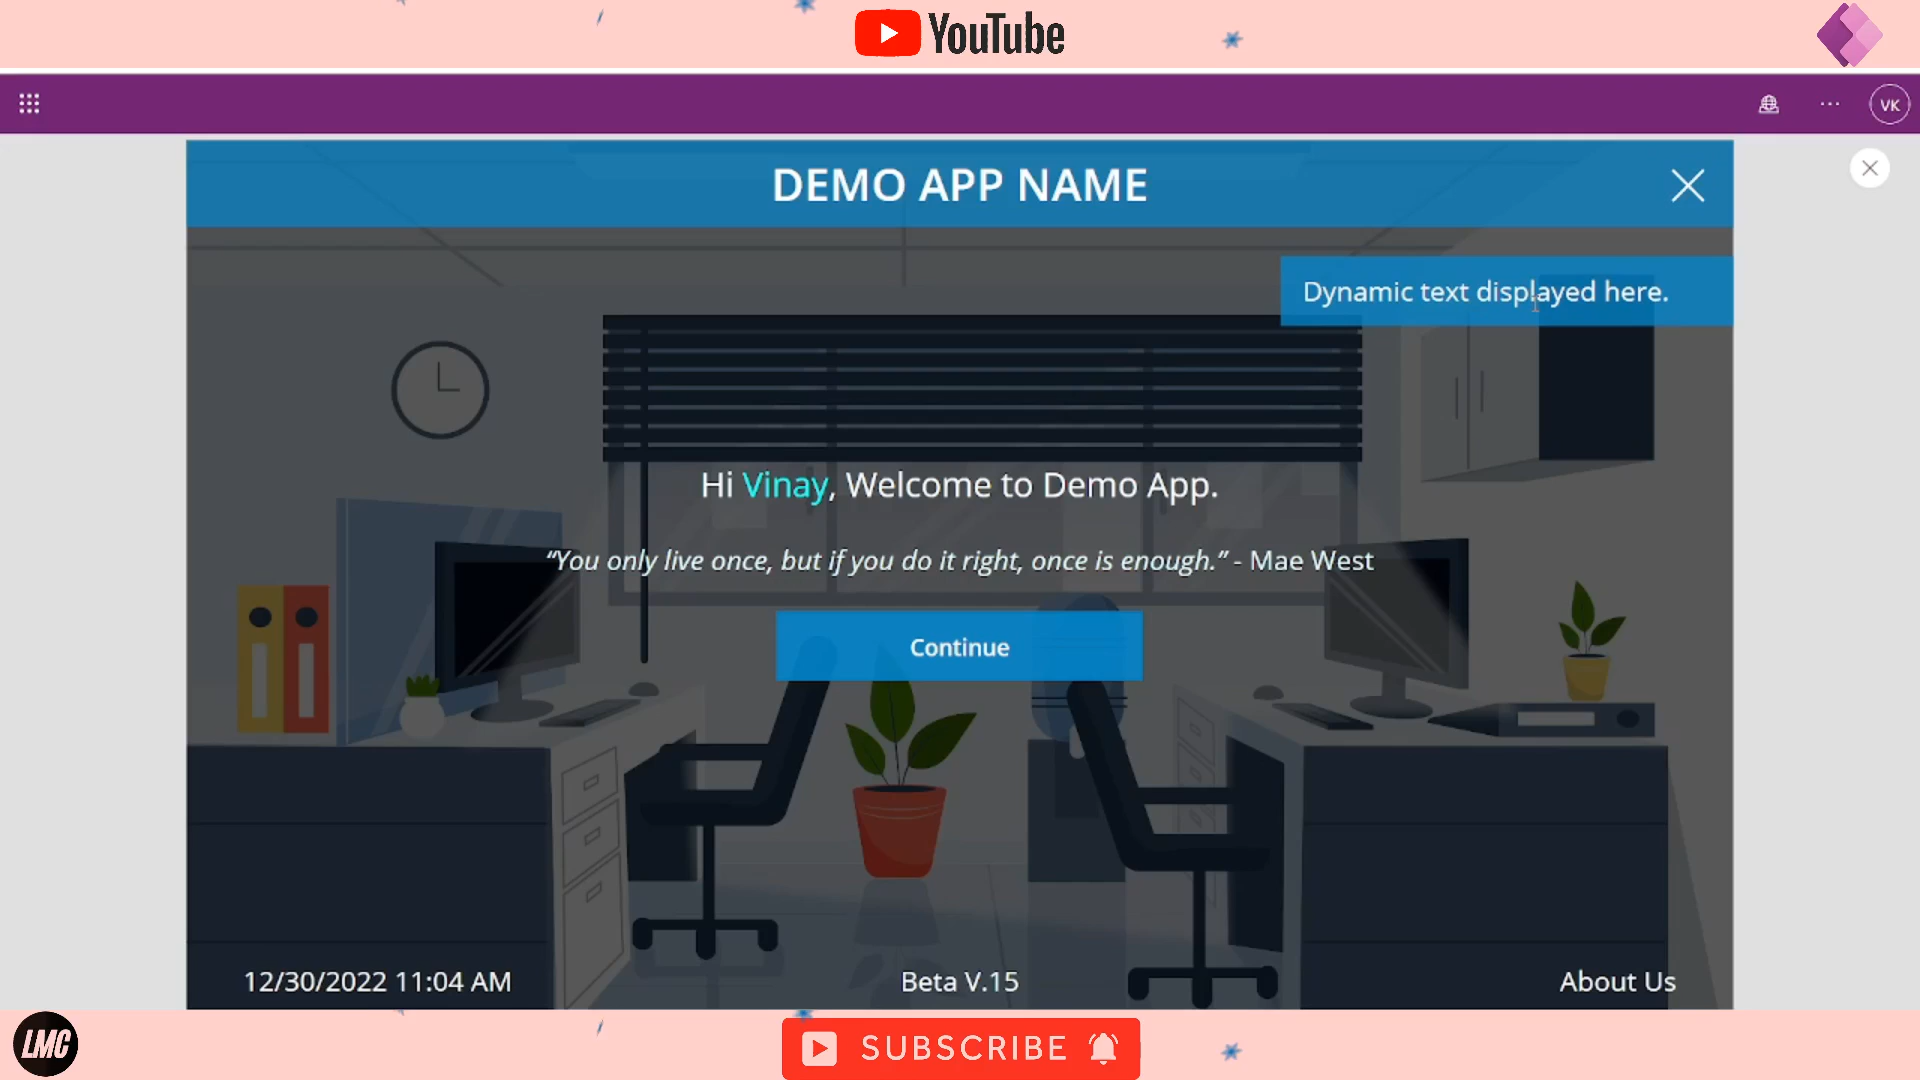 YouTube
VK
DEMO APP NAME
Dynamic text displayed here.
Hi Vinay, Welcome to Demo App.
“You only live once, but if you do it right, once is enough.” - Mae West
Continue
12/30/2022 11:04 AM
Beta V.15
About Us
LMC
SUBSCRIBE